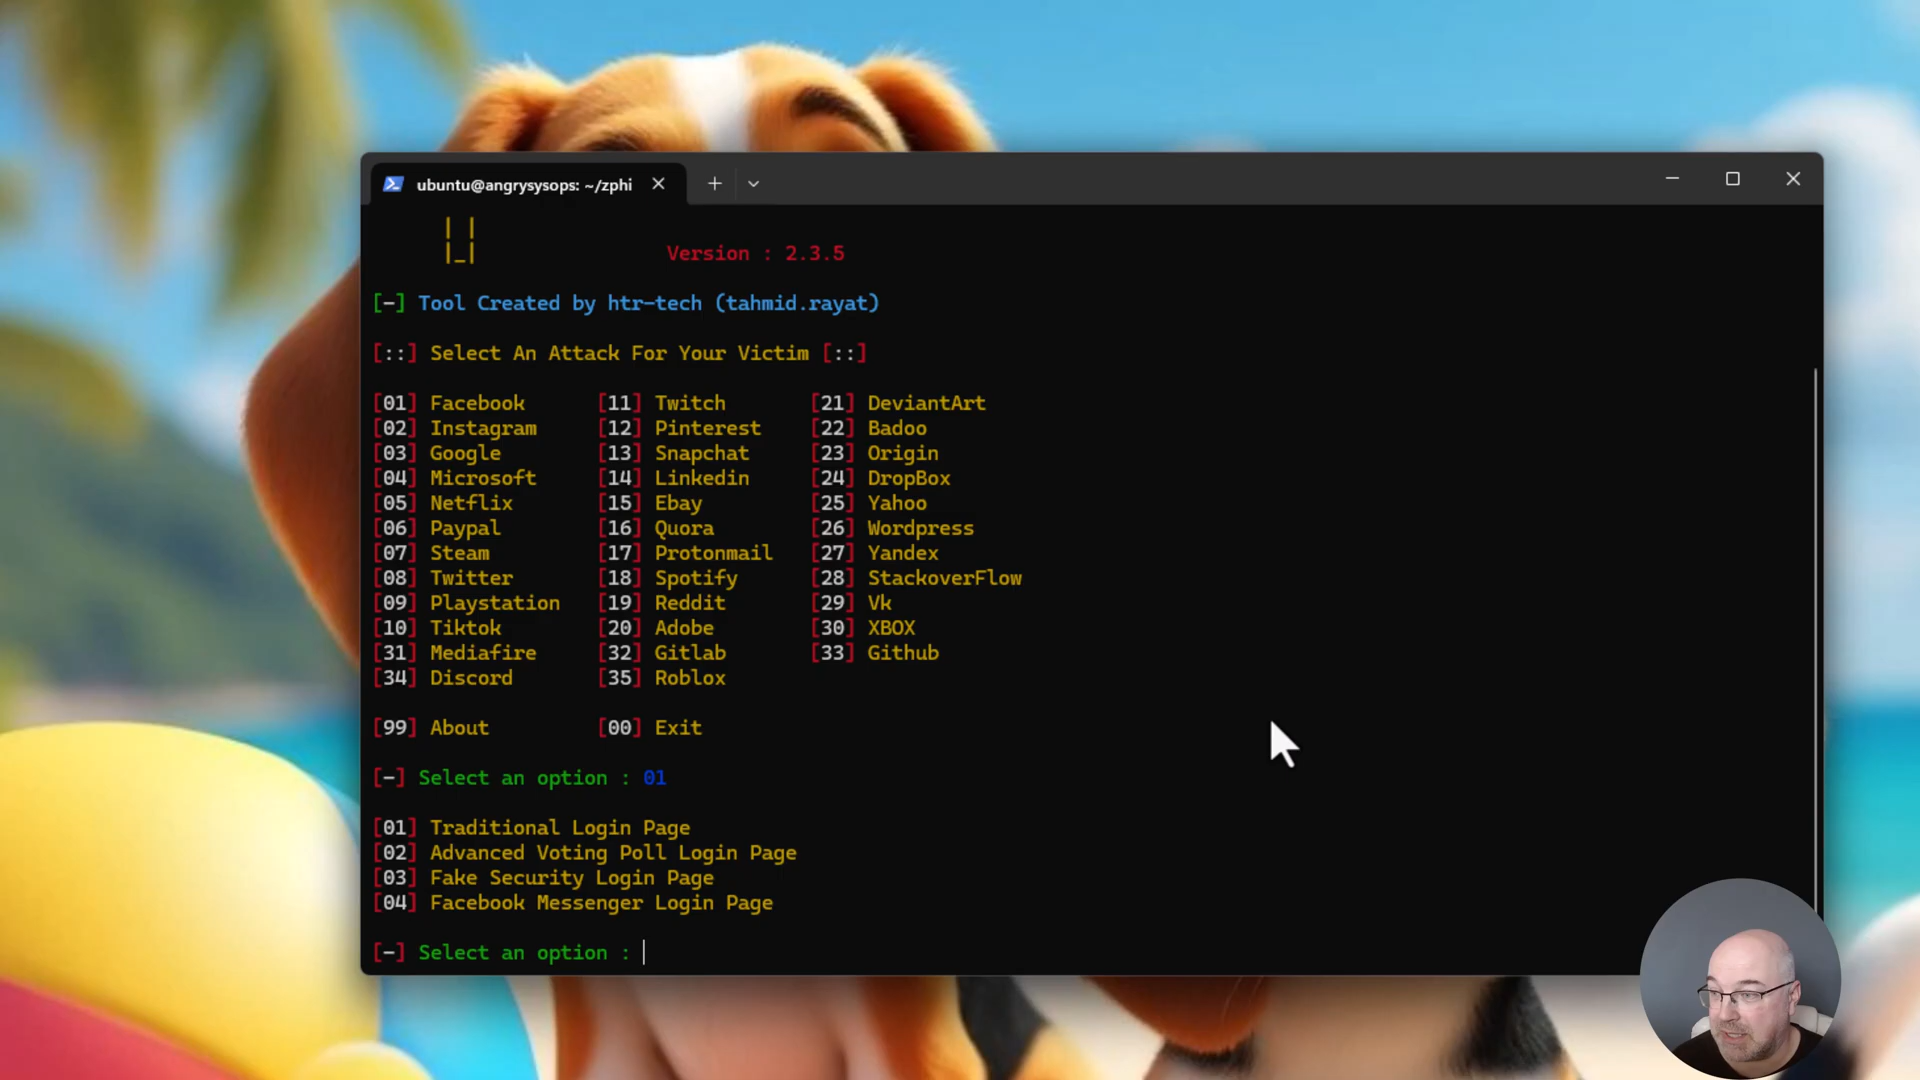 ubuntu@angrysysops: ~/zphi
Version : 2.3.5
[-] Tool Created by htr-tech (tahmid.rayat)
[::] Select An Attack For Your Victim [::]
[01] Facebook [11] Twitch [21] DeviantArt
[02] Instagram [12] Pinterest [22] Badoo
[03] Google [13] Snapchat [23] Origin
[04] Microsoft [14] Linkedin [24] DropBox
[05] Netflix [15] Ebay [25] Yahoo
[06] Paypal [16] Quora [26] Wordpress
[07] Steam [17] Protonmail [27] Yandex
[08] Twitter [18] Spotify [28] StackoverFlow
[09] Playstation [19] Reddit [29] Vk
[10] Tiktok [20] Adobe [30] XBOX
[31] Mediafire [32] Gitlab [33] Github
[34] Discord [35] Roblox
[99] About [00] Exit
[-] Select an option : 01
[01] Traditional Login Page
[02] Advanced Voting Poll Login Page
[03] Fake Security Login Page
[04] Facebook Messenger Login Page
[-] Select an option :